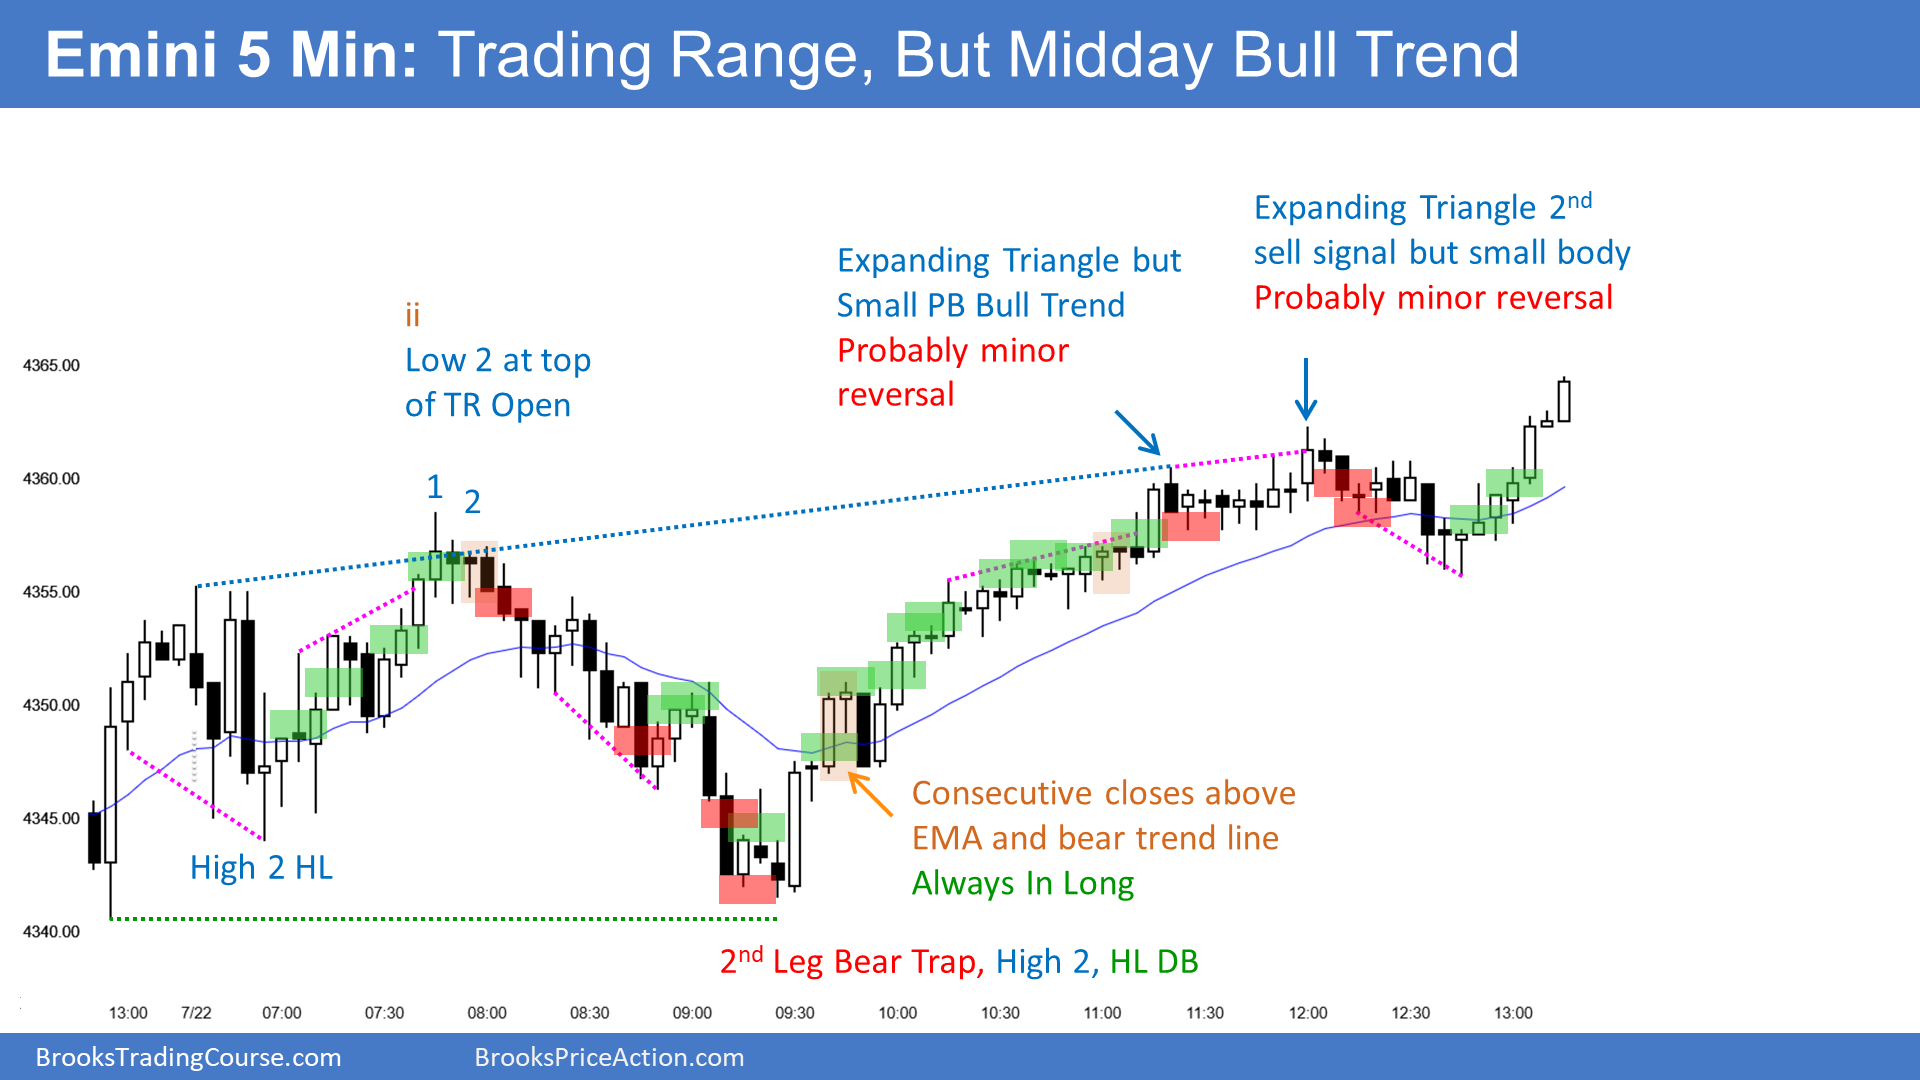 Emini 5 Min: Trading Range, But Midday Bull Trend
Expanding Triangle 2nd
sell signal but small body
Probably minor reversal
Expanding Triangle but
Small PB Bull Trend
Probably minor
reversal
ii
Low 2 at top
of TR Open
1
2
4365.00
4360.00
4355.00
4350.00
4345.00
4340.00
High 2 HL
Consecutive closes above
EMA and bear trend line
Always In Long
2nd Leg Bear Trap, High 2, HL DB
13:00 7/22 07:00 07:30 08:00 08:30 09:00 09:30 10:00 10:30 11:00 11:30 12:00 12:30 13:00
BrooksTradingCourse.com BrooksPriceAction.com